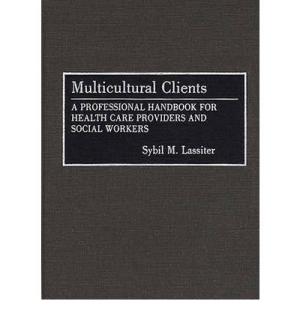 Multicultural Clients
A PROFESSIONAL HANDBOOK FOR
HEALTH CARE PROVIDERS AND
SOCIAL WORKERS
Sybil M. Lassiter